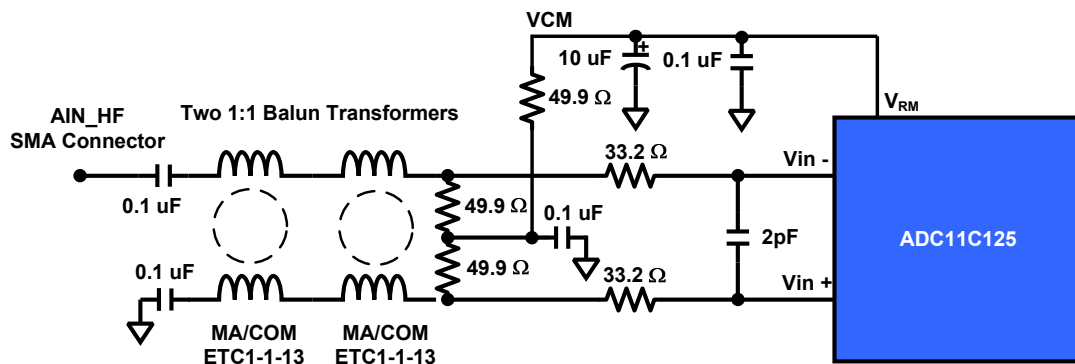 VCM
10 uF
+
0.1 uF
49.9 Ω
V_RM
AIN_HF
SMA Connector
Two 1:1 Balun Transformers
33.2 Ω
Vin -
0.1 uF
49.9 Ω
0.1 uF
2pF
ADC11C125
0.1 uF
49.9 Ω
33.2 Ω
Vin +
MA/COM
ETC1-1-13
MA/COM
ETC1-1-13